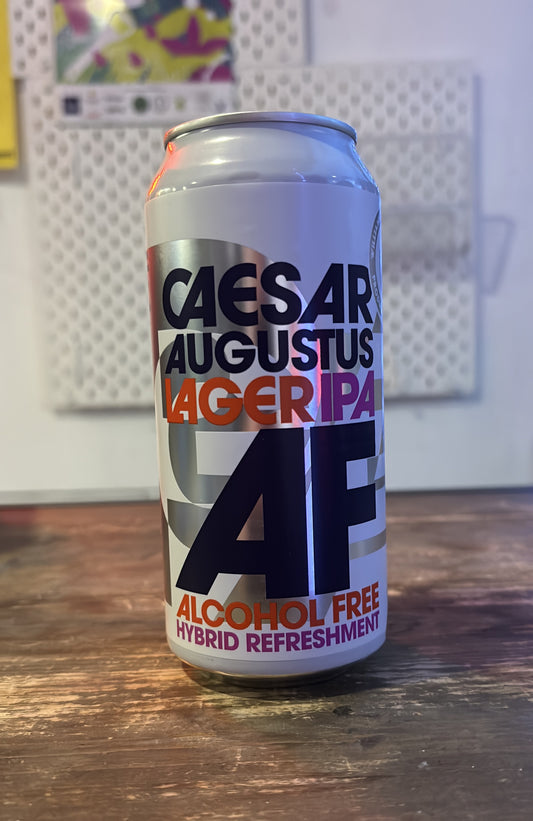 CAESAR
AUGUSTUS
LAGER IPA
AF
ALCOHOL FREE
HYBRID REFRESHMENT